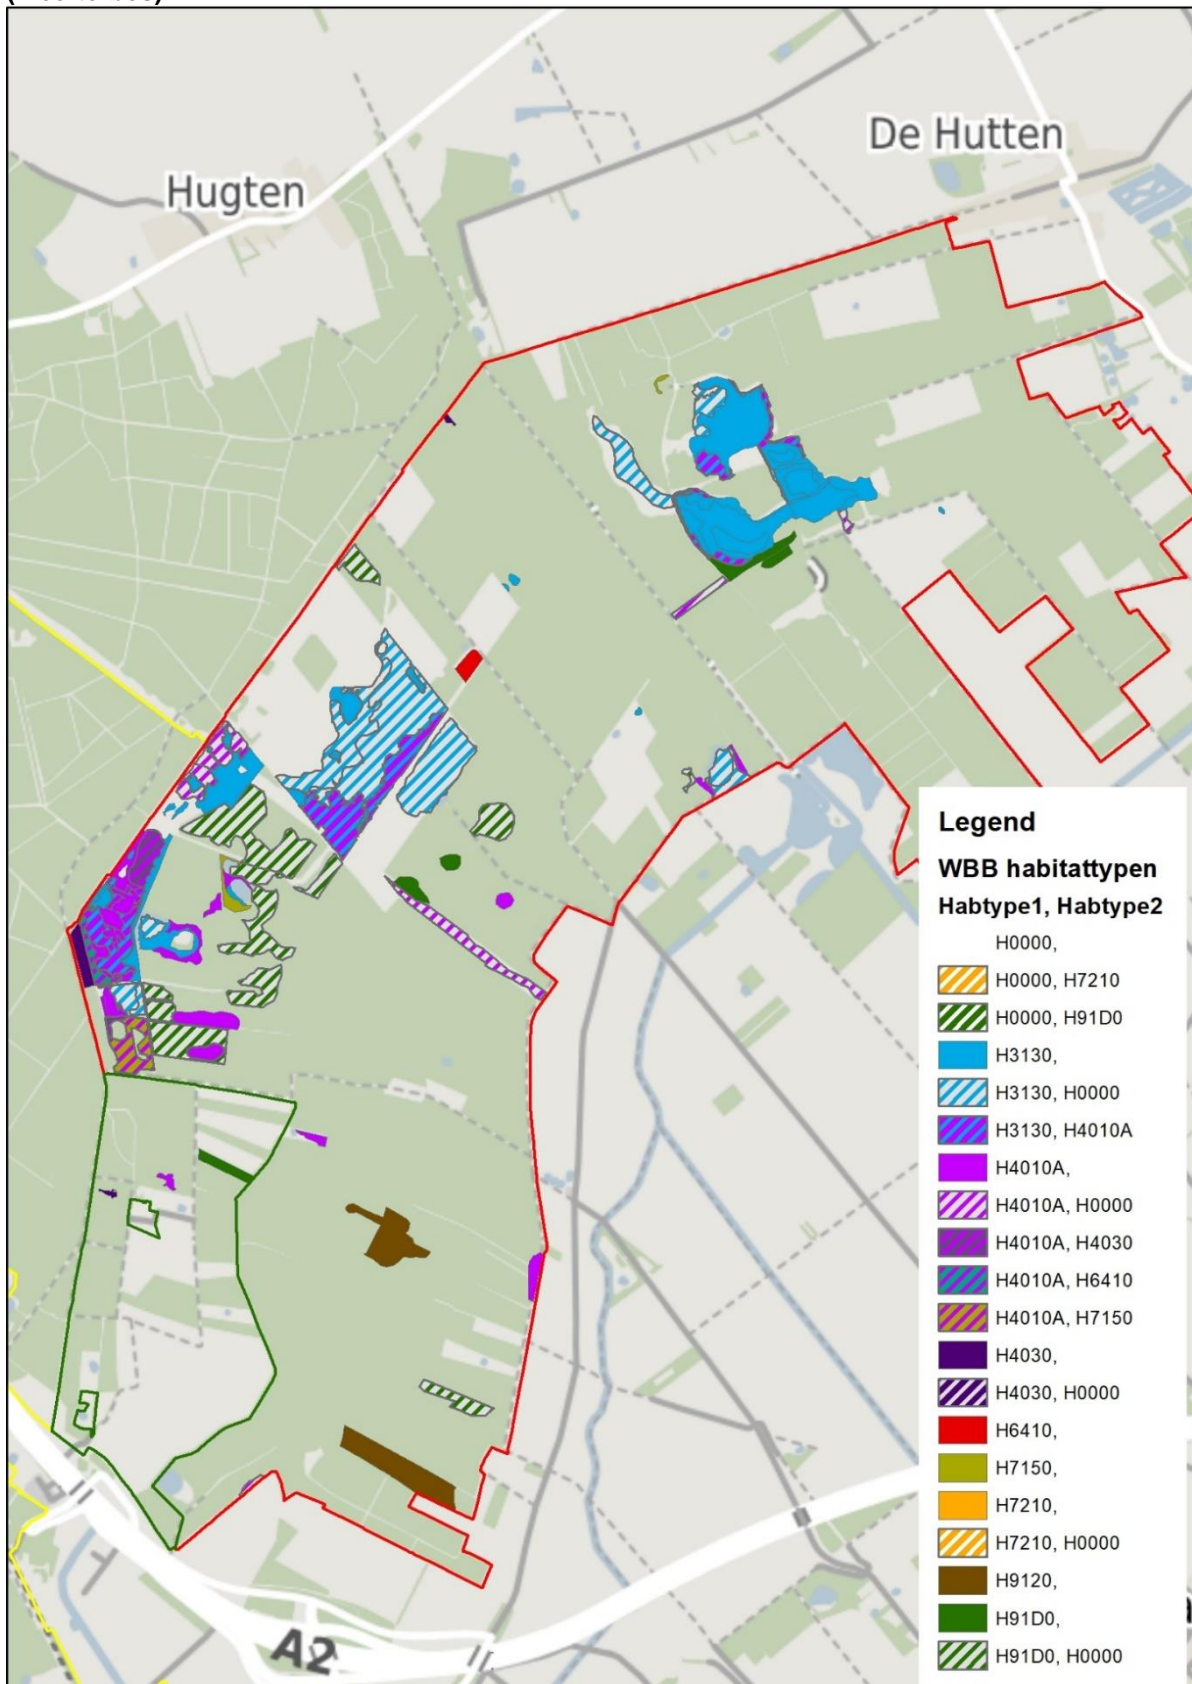 De Hutten
Hugten
Legend
WBB habitattypen
Habtype1, Habtype2
H0000,
H0000, H7210
H0000, H91D0
H3130,
H3130, H0000
H3130, H4010A
H4010A,
H4010A, H0000
H4010A, H4030
H4010A, H6410
H4010A, H7150
H4030,
H4030, H0000
H6410,
H7150,
H7210,
H7210, H0000
H9120,
H91D0,
H91D0, H0000
A2